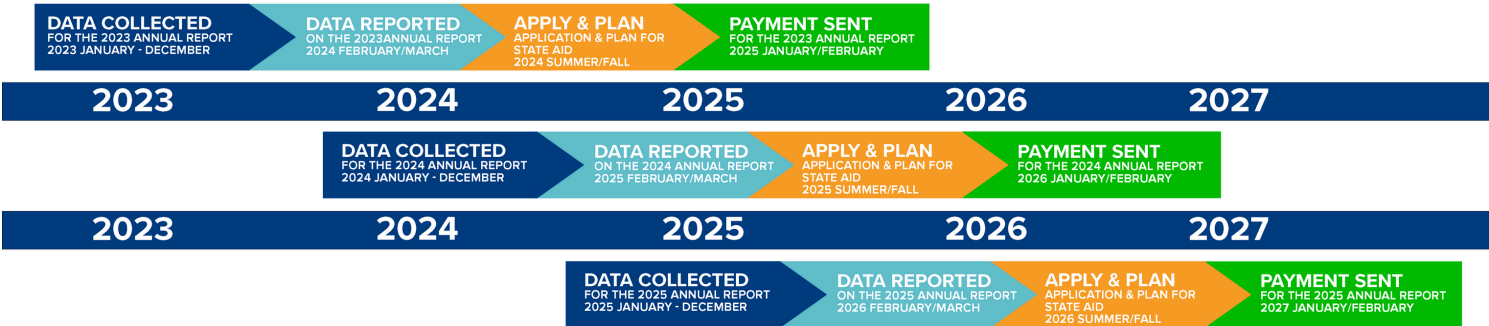 DATA COLLECTED
FOR THE 2023 ANNUAL REPORT
2023 JANUARY - DECEMBER
DATA REPORTED
ON THE 2023ANNUAL REPORT
2024 FEBRUARY/MARCH
APPLY & PLAN
APPLICATION & PLAN FOR
STATE AID
2024 SUMMER/FALL
PAYMENT SENT
FOR THE 2023 ANNUAL REPORT
2025 JANUARY/FEBRUARY
2023 2024 2025 2026 2027
DATA COLLECTED
FOR THE 2024 ANNUAL REPORT
2024 JANUARY - DECEMBER
DATA REPORTED
ON THE 2024 ANNUAL REPORT
2025 FEBRUARY/MARCH
APPLY & PLAN
APPLICATION & PLAN FOR
STATE AID
2025 SUMMER/FALL
PAYMENT SENT
FOR THE 2024 ANNUAL REPORT
2026 JANUARY/FEBRUARY
2023 2024 2025 2026 2027
DATA COLLECTED
FOR THE 2025 ANNUAL REPORT
2025 JANUARY - DECEMBER
DATA REPORTED
ON THE 2025 ANNUAL REPORT
2026 FEBRUARY/MARCH
APPLY & PLAN
APPLICATION & PLAN FOR
STATE AID
2026 SUMMER/FALL
PAYMENT SENT
FOR THE 2025 ANNUAL REPORT
2027 JANUARY/FEBRUARY